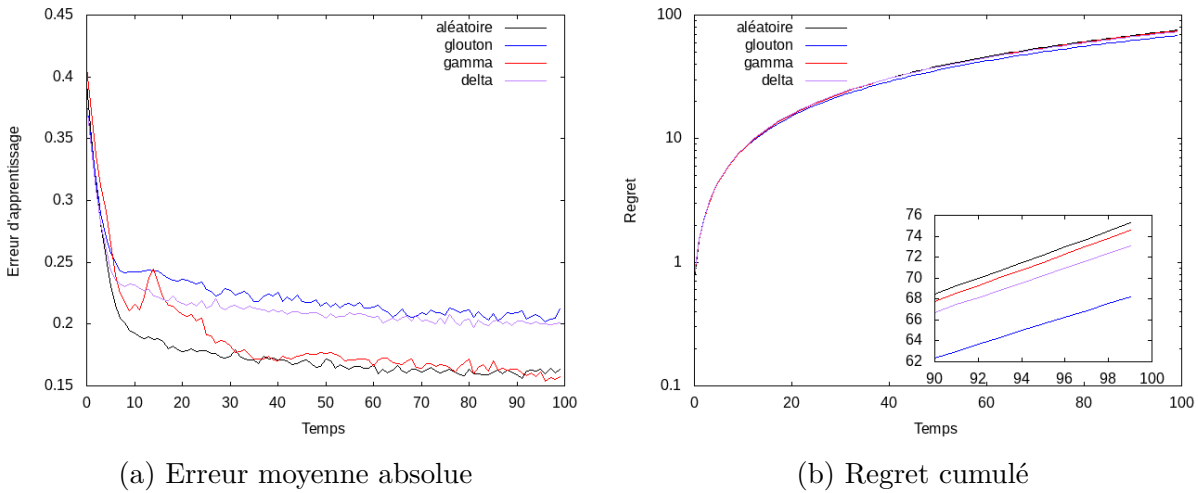 0.45
0.4
0.35
0.3
0.25
0.2
0.15
0 10 20 30 40 50 60 70 80 90 100
Erreur d'apprentissage
Temps
aléatoire
glouton
gamma
delta
(a) Erreur moyenne absolue
100
10
1
0.1
0 20 40 60 80 100
Regret
Temps
aléatoire
glouton
gamma
delta
76
74
72
70
68
66
64
62
90 92 94 96 98 100
(b) Regret cumulé